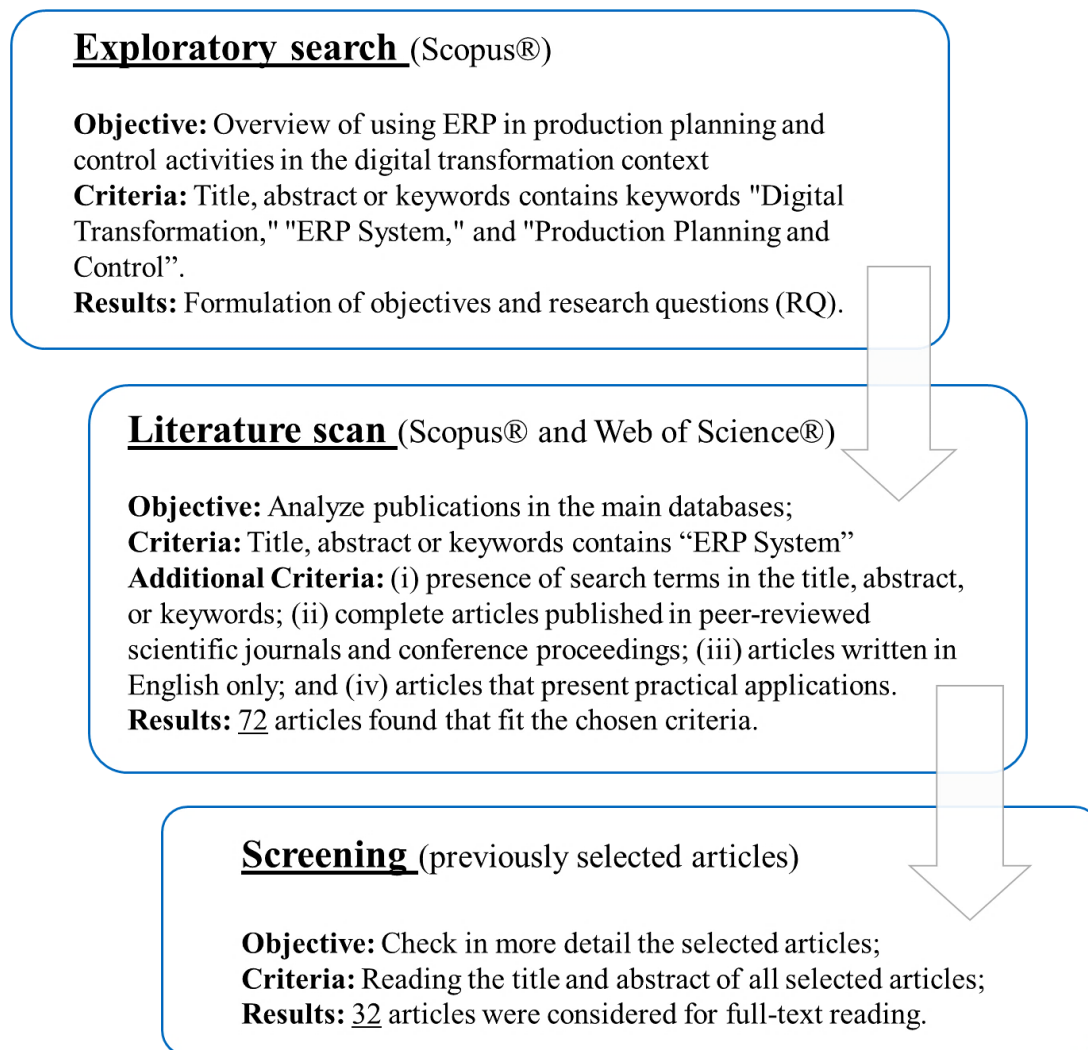 Exploratory search (Scopus®)
Objective: Overview of using ERP in production planning and
control activities in the digital transformation context
Criteria: Title, abstract or keywords contains keywords "Digital
Transformation," "ERP System," and "Production Planning and
Control”.
Results: Formulation of objectives and research questions (RQ).
Literature scan (Scopus® and Web of Science®)
Objective: Analyze publications in the main databases;
Criteria: Title, abstract or keywords contains “ERP System”
Additional Criteria: (i) presence of search terms in the title, abstract,
or keywords; (ii) complete articles published in peer-reviewed
scientific journals and conference proceedings; (iii) articles written in
English only; and (iv) articles that present practical applications.
Results: 72 articles found that fit the chosen criteria.
Screening (previously selected articles)
Objective: Check in more detail the selected articles;
Criteria: Reading the title and abstract of all selected articles;
Results: 32 articles were considered for full-text reading.